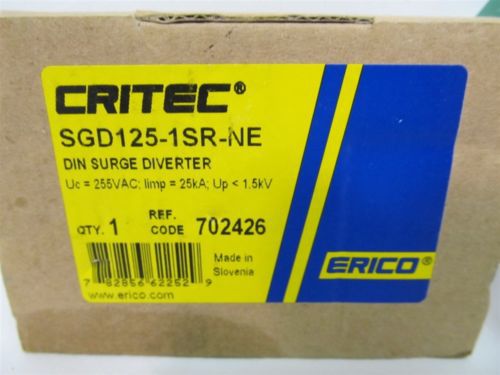 CRITEC®
SGD125-1SR-NE
DIN SURGE DIVERTER
Uc = 255VAC; Iimp = 25kA; Up < 1.5kV
QTY. 1 REF. CODE 702426
7 82856 62252 9
Made in
Slovenia
www.erico.com
ERICO®